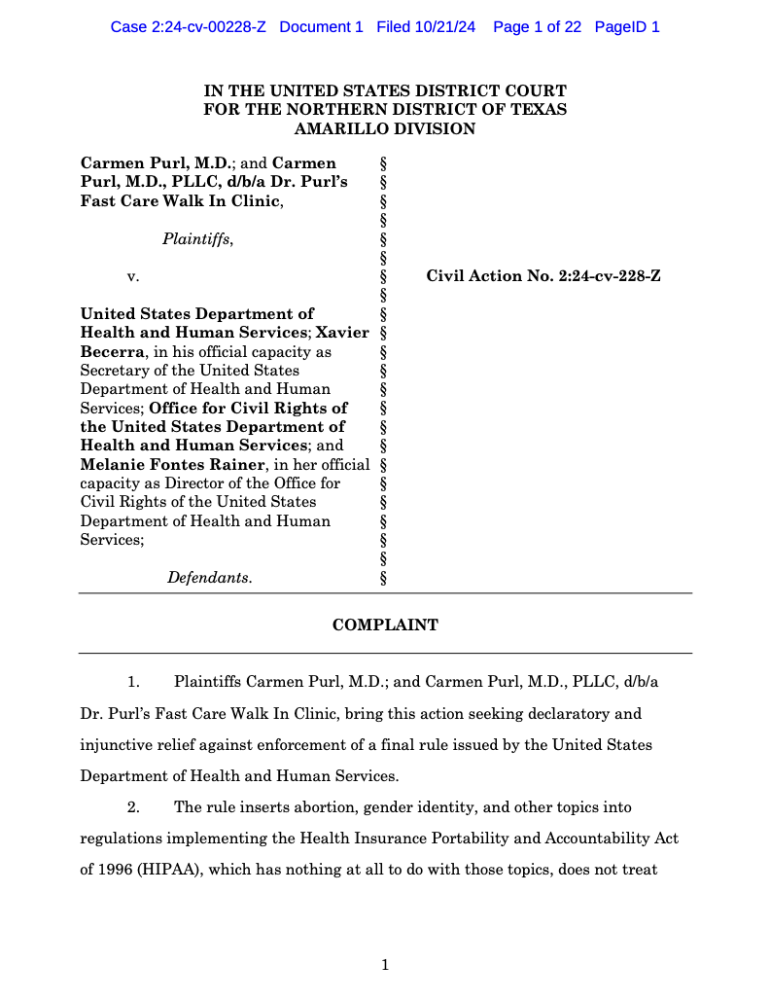 Case 2:24-cv-00228-Z Document 1 Filed 10/21/24 Page 1 of 22 PageID 1
IN THE UNITED STATES DISTRICT COURT
FOR THE NORTHERN DISTRICT OF TEXAS
AMARILLO DIVISION
Carmen Purl, M.D.; and Carmen §
Purl, M.D., PLLC, d/b/a Dr. Purl’s §
Fast Care Walk In Clinic, §
§
Plaintiffs, §
§
v. § Civil Action No. 2:24-cv-228-Z
§
United States Department of §
Health and Human Services; Xavier §
Becerra, in his official capacity as §
Secretary of the United States §
Department of Health and Human §
Services; Office for Civil Rights of §
the United States Department of §
Health and Human Services; and §
Melanie Fontes Rainer, in her official §
capacity as Director of the Office for §
Civil Rights of the United States §
Department of Health and Human §
Services; §
§
Defendants. §
COMPLAINT
1. Plaintiffs Carmen Purl, M.D.; and Carmen Purl, M.D., PLLC, d/b/a
Dr. Purl’s Fast Care Walk In Clinic, bring this action seeking declaratory and
injunctive relief against enforcement of a final rule issued by the United States
Department of Health and Human Services.
2. The rule inserts abortion, gender identity, and other topics into
regulations implementing the Health Insurance Portability and Accountability Act
of 1996 (HIPAA), which has nothing at all to do with those topics, does not treat
1